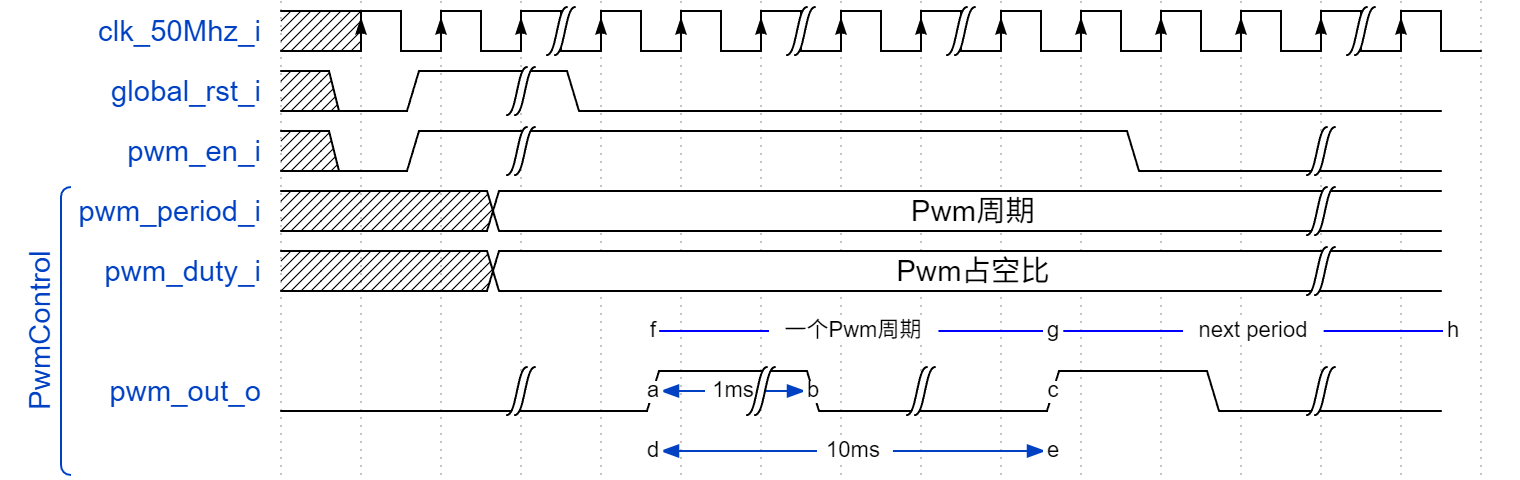 clk_50Mhz_i
global_rst_i
pwm_en_i
PwmControl
pwm_period_i
Pwm周期
pwm_duty_i
Pwm占空比
f 一个Pwm周期 g next period h
pwm_out_o
a 1ms b c
d 10ms e